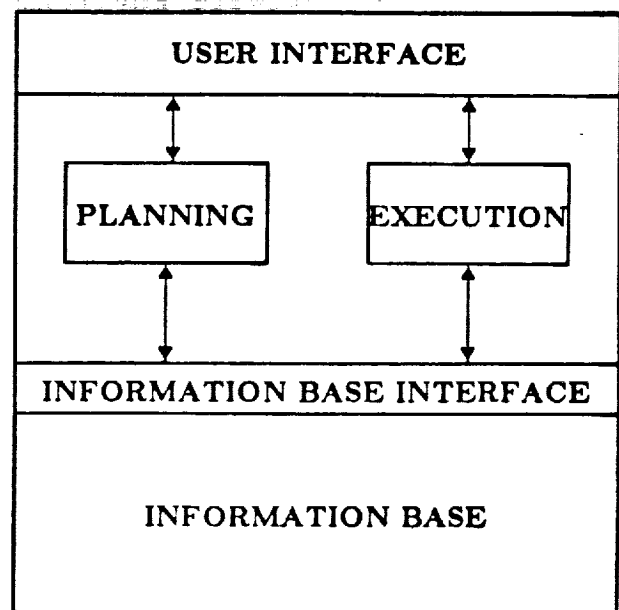 USER INTERFACE
PLANNING EXECUTION
INFORMATION BASE INTERFACE
INFORMATION BASE